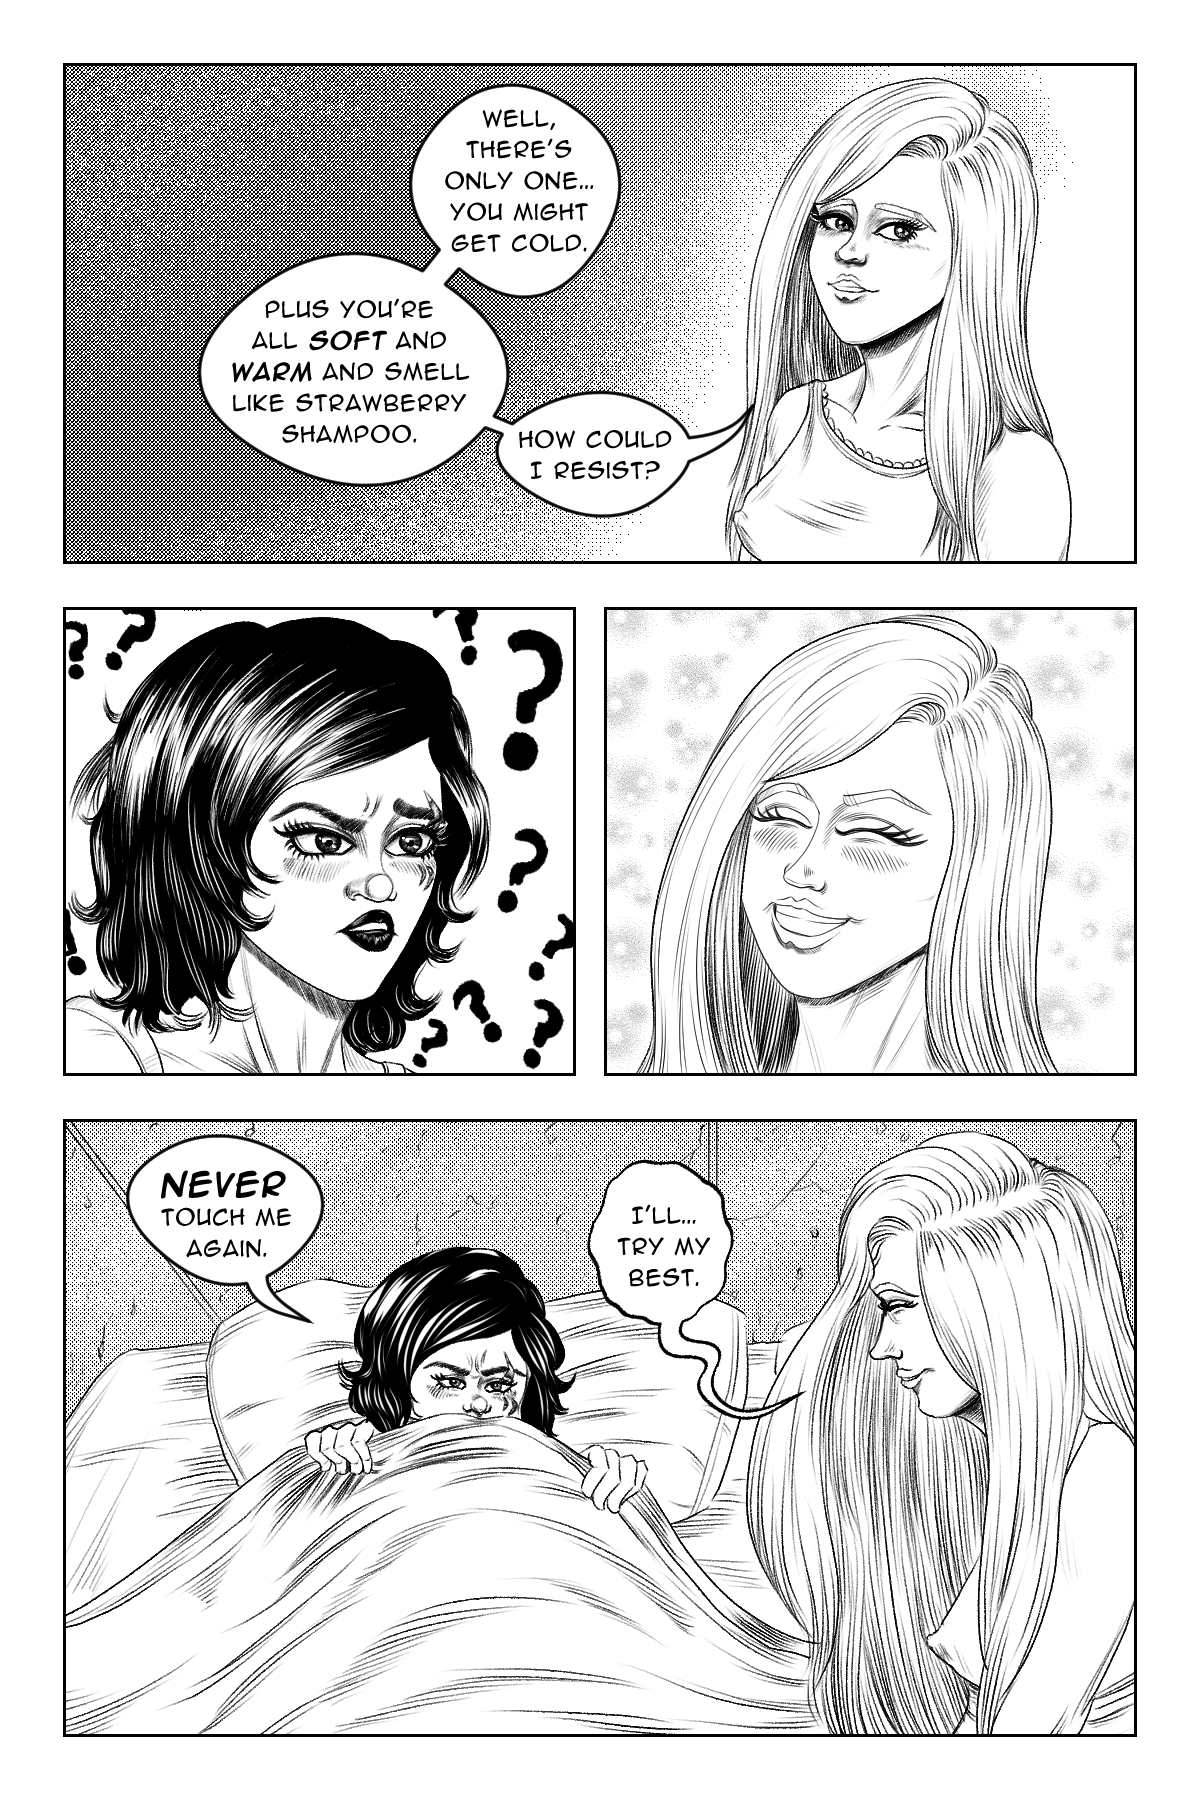 WELL,
THERE'S
ONLY ONE...
YOU MIGHT
GET COLD.
PLUS YOU'RE
ALL SOFT AND
WARM AND SMELL
LIKE STRAWBERRY
SHAMPOO.
HOW COULD
I RESIST?
? ? ? ? ? ? ? ? ? ?
NEVER
TOUCH ME
AGAIN.
I'LL...
TRY MY
BEST.